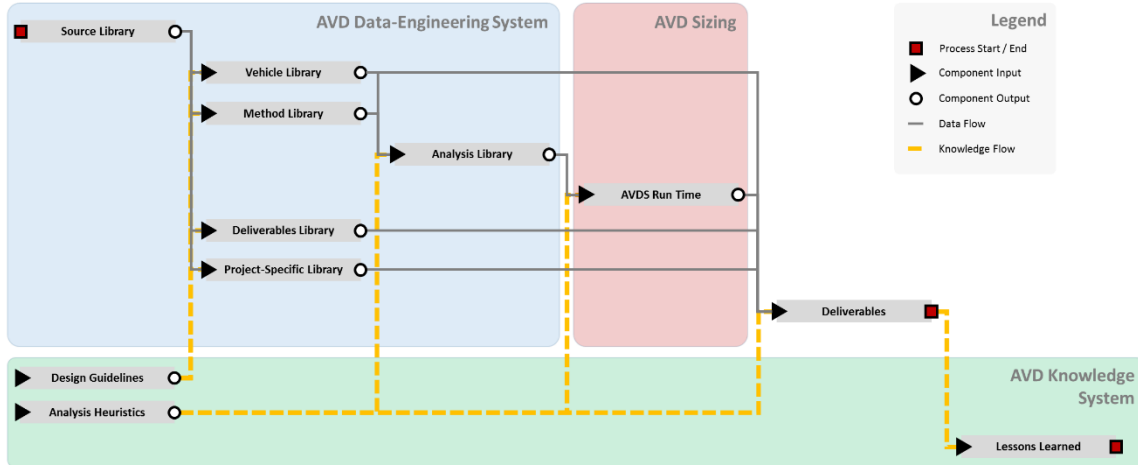 AVD Data-Engineering System
AVD Sizing
Legend
Source Library
Process Start / End
Vehicle Library
Component Input
Method Library
Component Output
Data Flow
Analysis Library
Knowledge Flow
AVDS Run Time
Deliverables Library
Project-Specific Library
Deliverables
Design Guidelines
AVD Knowledge
System
Analysis Heuristics
Lessons Learned